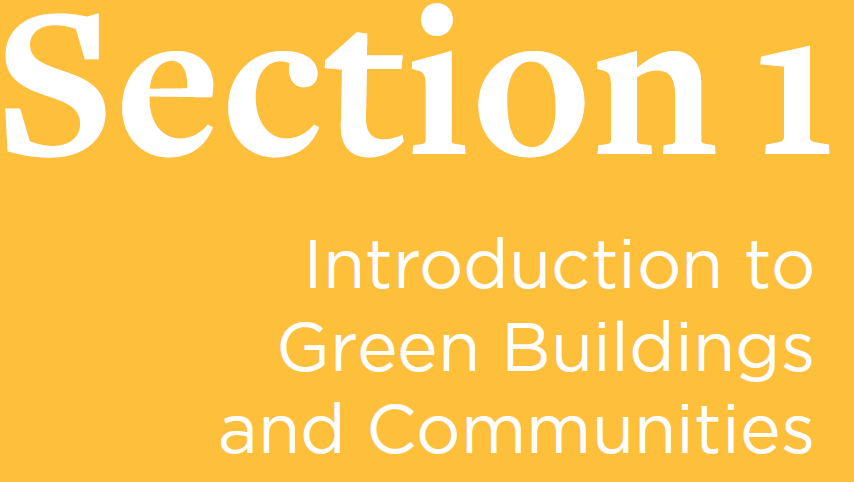 Section 1
Introduction to
Green Buildings
and Communities